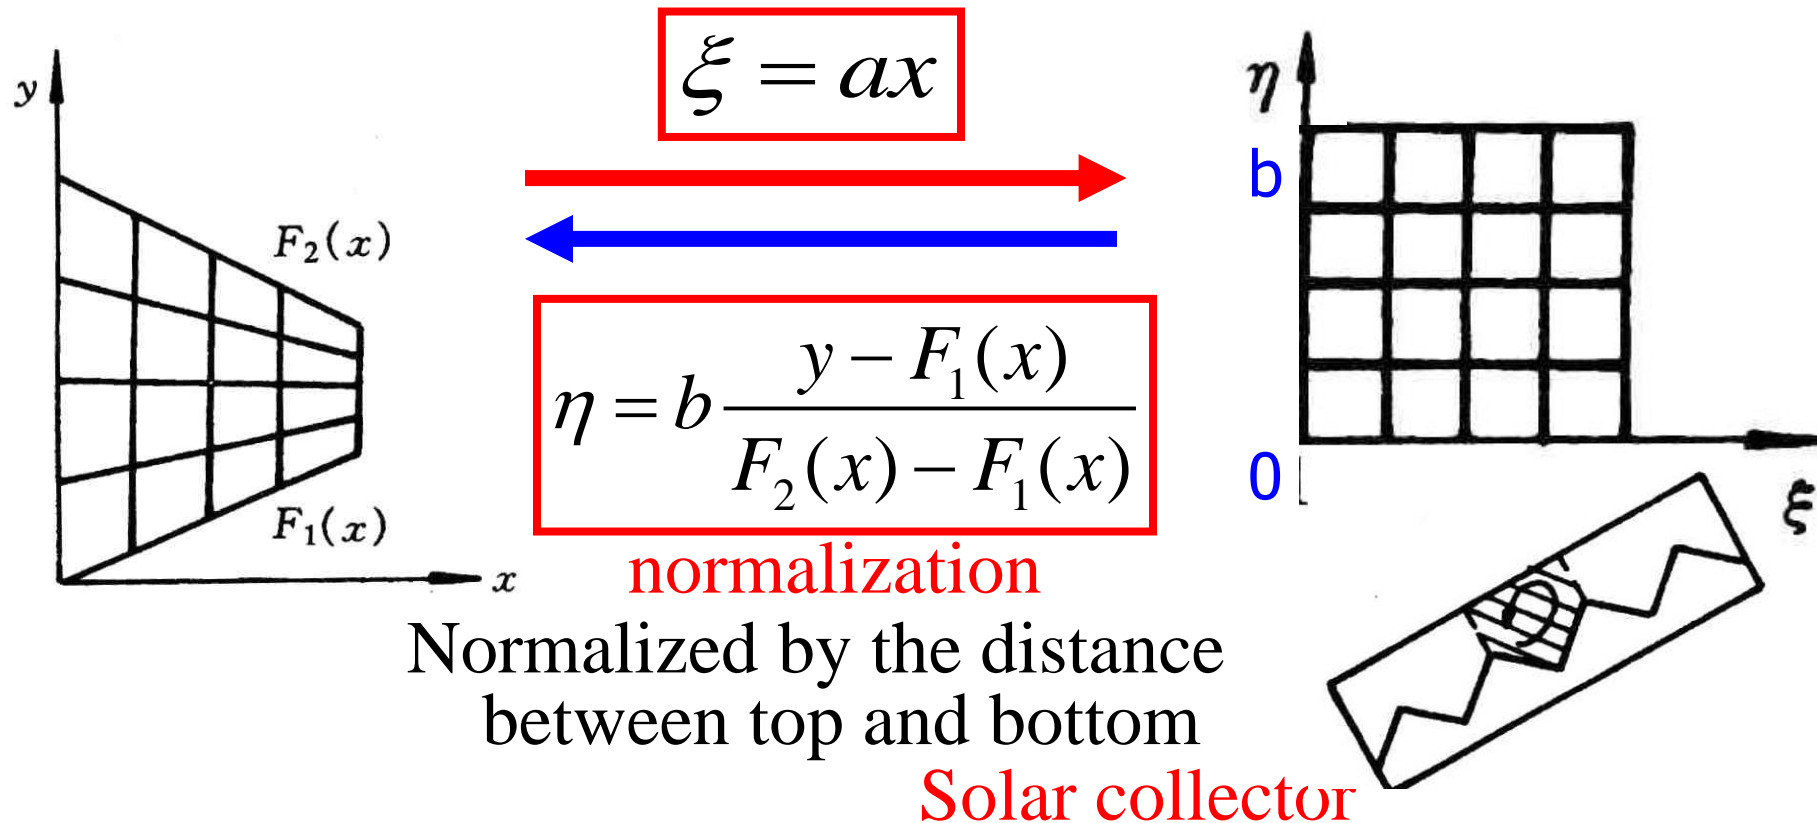 y
F₂(x)
F₁(x)
x
ξ = ax
η = b (y − F₁(x)) / (F₂(x) − F₁(x))
normalization
Normalized by the distance
between top and bottom
Solar collector
η
b
0
ξ